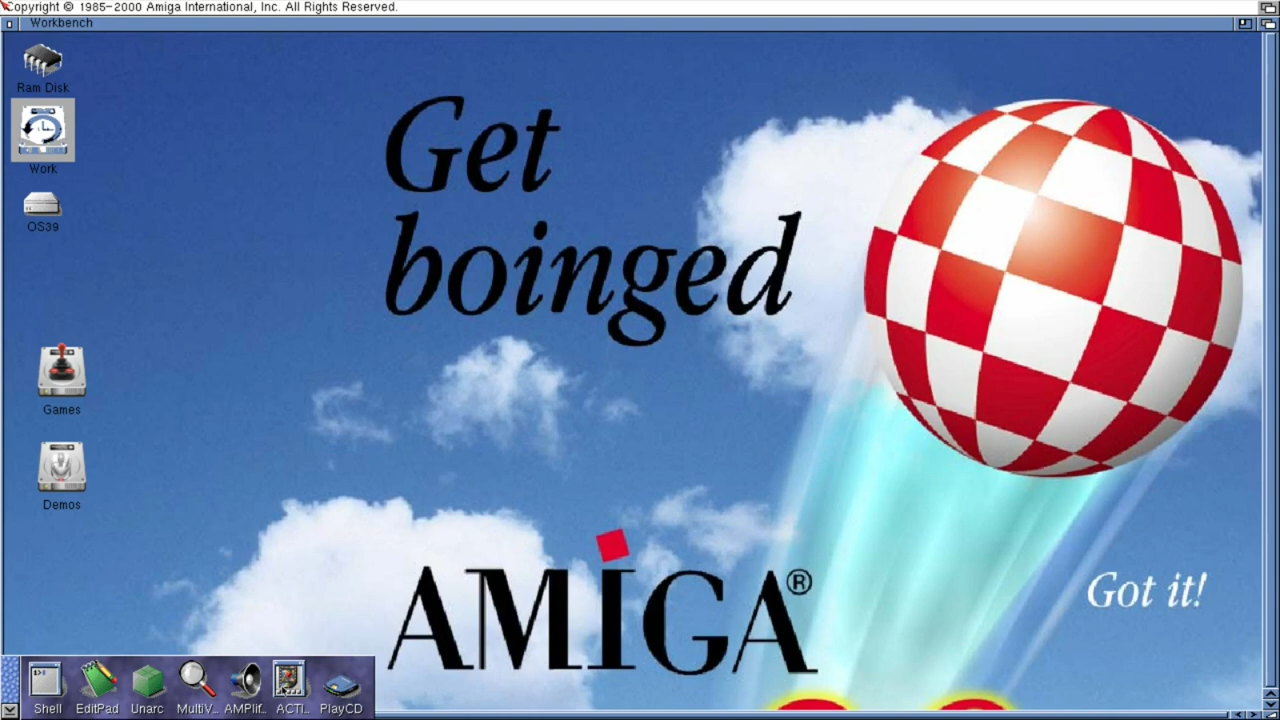 Copyright © 1985-2000 Amiga International, Inc. All Rights Reserved.
Workbench
Ram Disk
Work
OS39
Games
Demos
Get
boinged
AMIGA®
Got it!
Shell EditPad Unarc MultiV.. AMPlif.. ACTI.. PlayCD